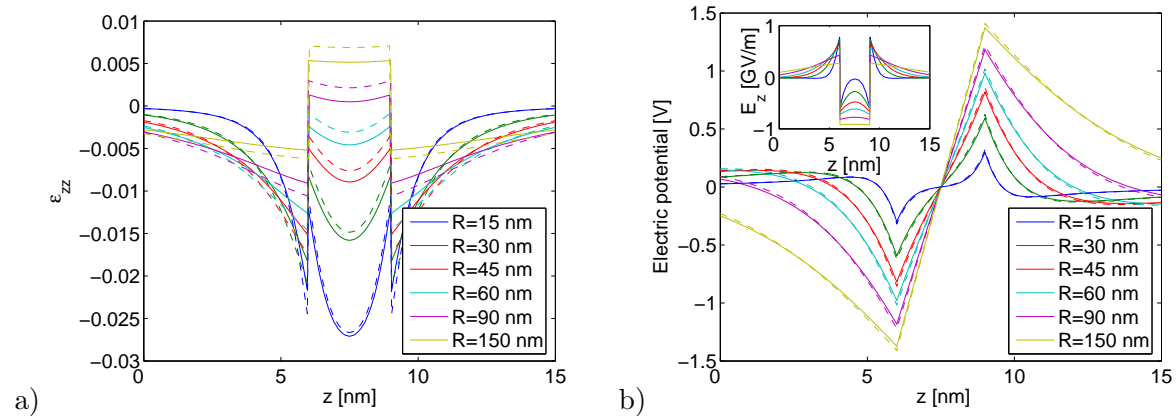 0.01
0.005
0
−0.005
−0.01
−0.015
−0.02
−0.025
−0.03
ε_zz
0
5
10
15
z [nm]
R=15 nm
R=30 nm
R=45 nm
R=60 nm
R=90 nm
R=150 nm
a)
1.5
1
0.5
0
−0.5
−1
−1.5
Electric potential [V]
0
5
10
15
z [nm]
R=15 nm
R=30 nm
R=45 nm
R=60 nm
R=90 nm
R=150 nm
1
0
−1
E_z [GV/m]
0
5
10
15
z [nm]
b)